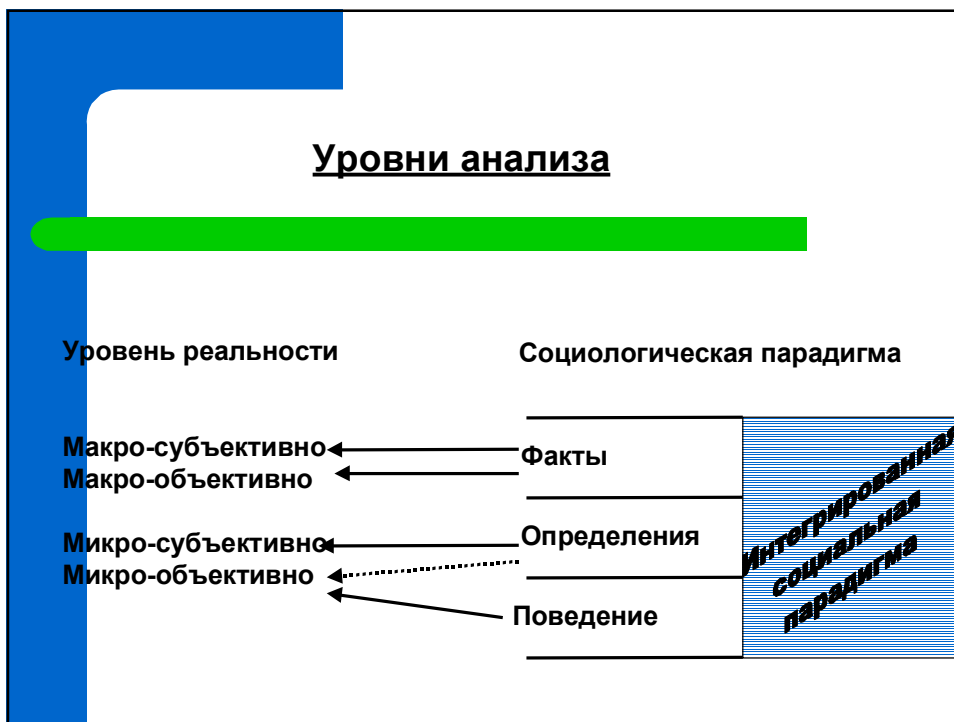 Уровни анализа
Уровень реальности
Социологическая парадигма
Макро-субъективно
Макро-объективно
Микро-субъективно
Микро-объективно
Факты
Определения
Поведение
Интегрированная
социальная
парадигма